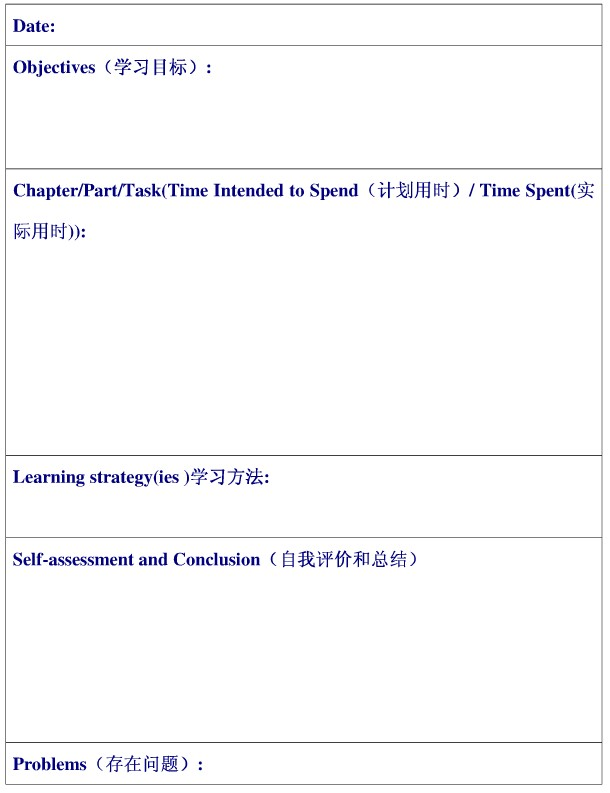 Date:
Objectives（学习目标）:
Chapter/Part/Task(Time Intended to Spend（计划用时）/ Time Spent(实
际用时)):
Learning strategy(ies )学习方法:
Self-assessment and Conclusion（自我评价和总结）
Problems（存在问题）: